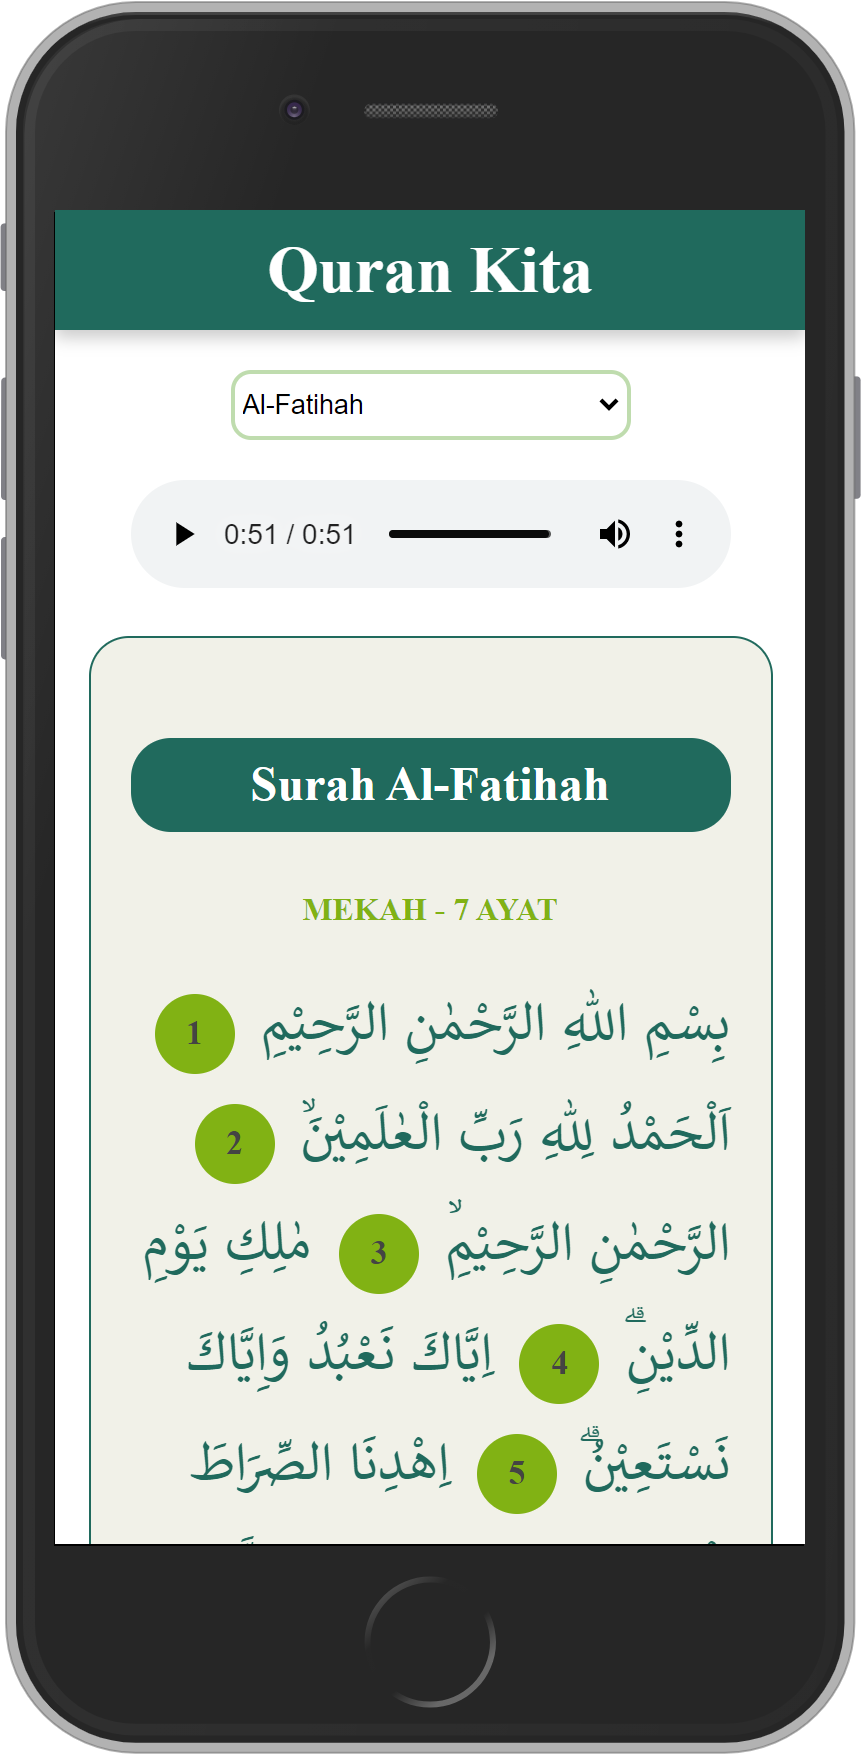 Quran Kita
Al-Fatihah
0:51 / 0:51
Surah Al-Fatihah
MEKAH - 7 AYAT
بِسْمِ اللّٰهِ الرَّحْمٰنِ الرَّحِيْمِ 1
اَلْحَمْدُ لِلّٰهِ رَبِّ الْعٰلَمِيْنَۙ 2
الرَّحْمٰنِ الرَّحِيْمِۙ 3 مٰلِكِ يَوْمِ
الدِّيْنِۗ 4 اِيَّاكَ نَعْبُدُ وَاِيَّاكَ
نَسْتَعِيْنُۗ 5 اِهْدِنَا الصِّرَاطَ